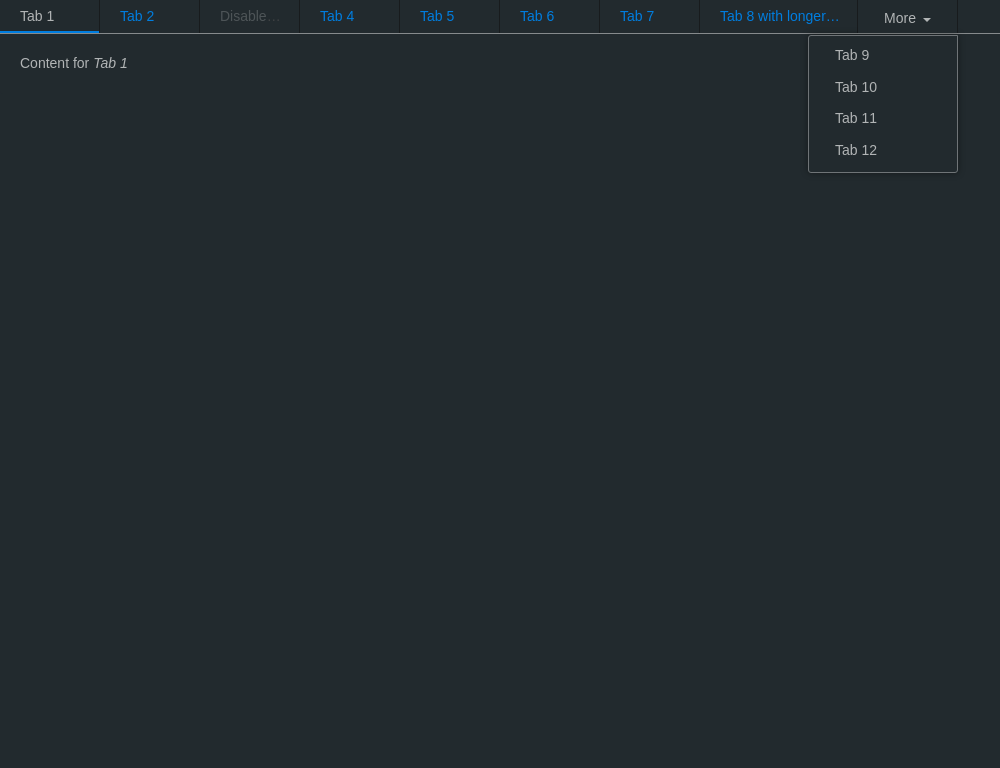 Tab 1 Tab 2 Disable… Tab 4 Tab 5 Tab 6 Tab 7 Tab 8 with longer… More
Content for Tab 1
Tab 9
Tab 10
Tab 11
Tab 12